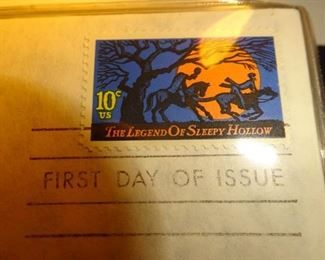 10c
US
THE LEGEND OF SLEEPY HOLLOW
FIRST DAY OF ISSUE